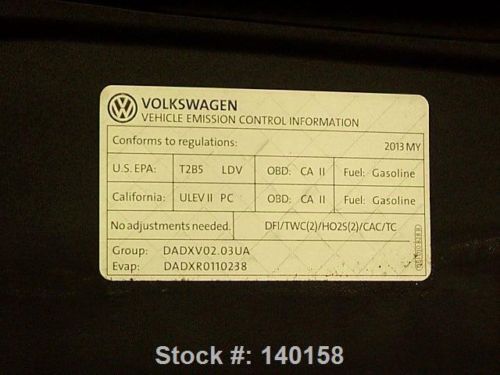 VOLKSWAGEN
VEHICLE EMISSION CONTROL INFORMATION
Conforms to regulations: 2013 MY
U.S. EPA: T2B5 LDV OBD: CA II Fuel: Gasoline
California: ULEV II PC OBD: CA II Fuel: Gasoline
No adjustments needed. DFI/TWC(2)/HO2S(2)/CAC/TC
Group: DADXV02.03UA
Evap: DADXR0110238
Stock #: 140158